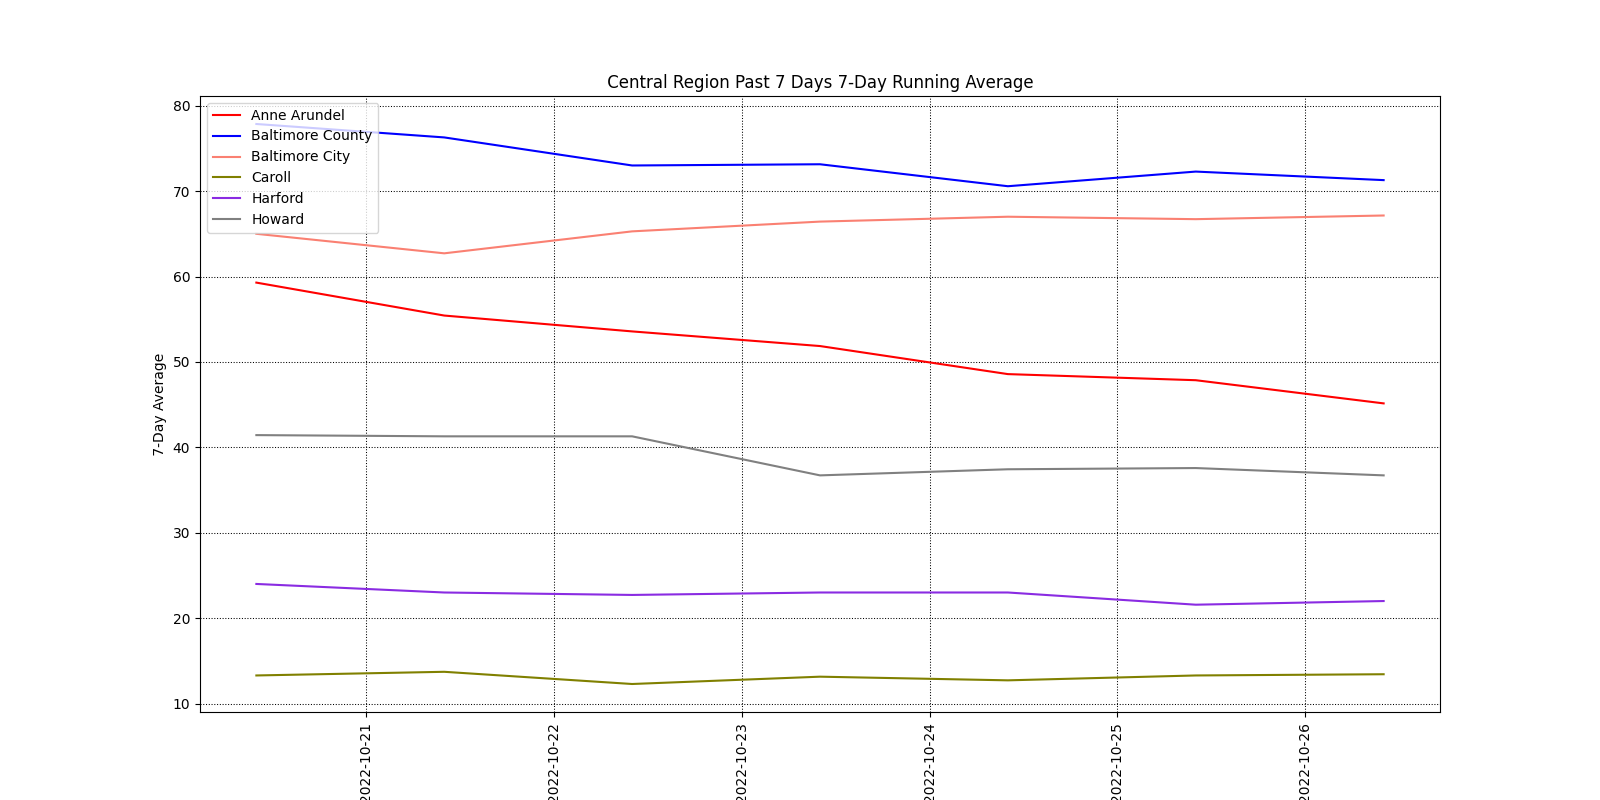 Central Region Past 7 Days 7-Day Running Average
Anne Arundel
Baltimore County
Baltimore City
Caroll
Harford
Howard
80
70
60
50
40
30
20
10
7-Day Average
2022-10-21
2022-10-22
2022-10-23
2022-10-24
2022-10-25
2022-10-26